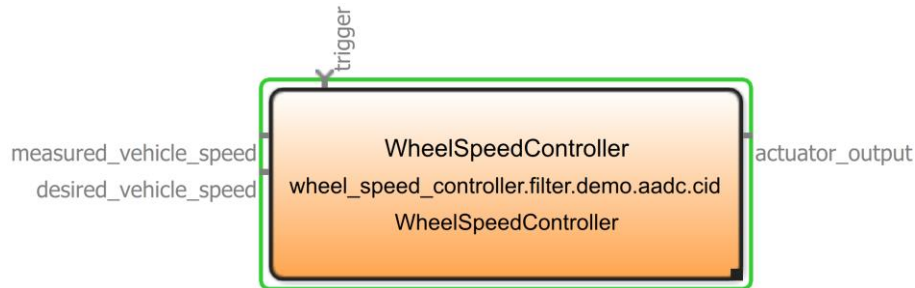 trigger
measured_vehicle_speed
desired_vehicle_speed
WheelSpeedController
wheel_speed_controller.filter.demo.aadc.cid
WheelSpeedController
actuator_output